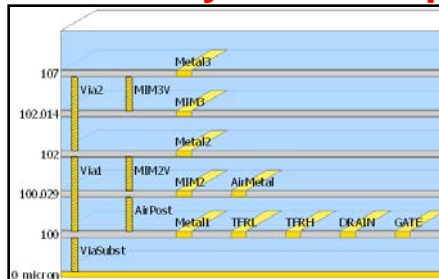 Metal3
107
Via2 MIM3V
MIM3
102.014
Metal2
102
Via1 MIM2V
MIM2 AirMetal
100.029
AirPost
Metal1 TFRL TFRH DRAIN GATE
100
ViaSubst
0 micron